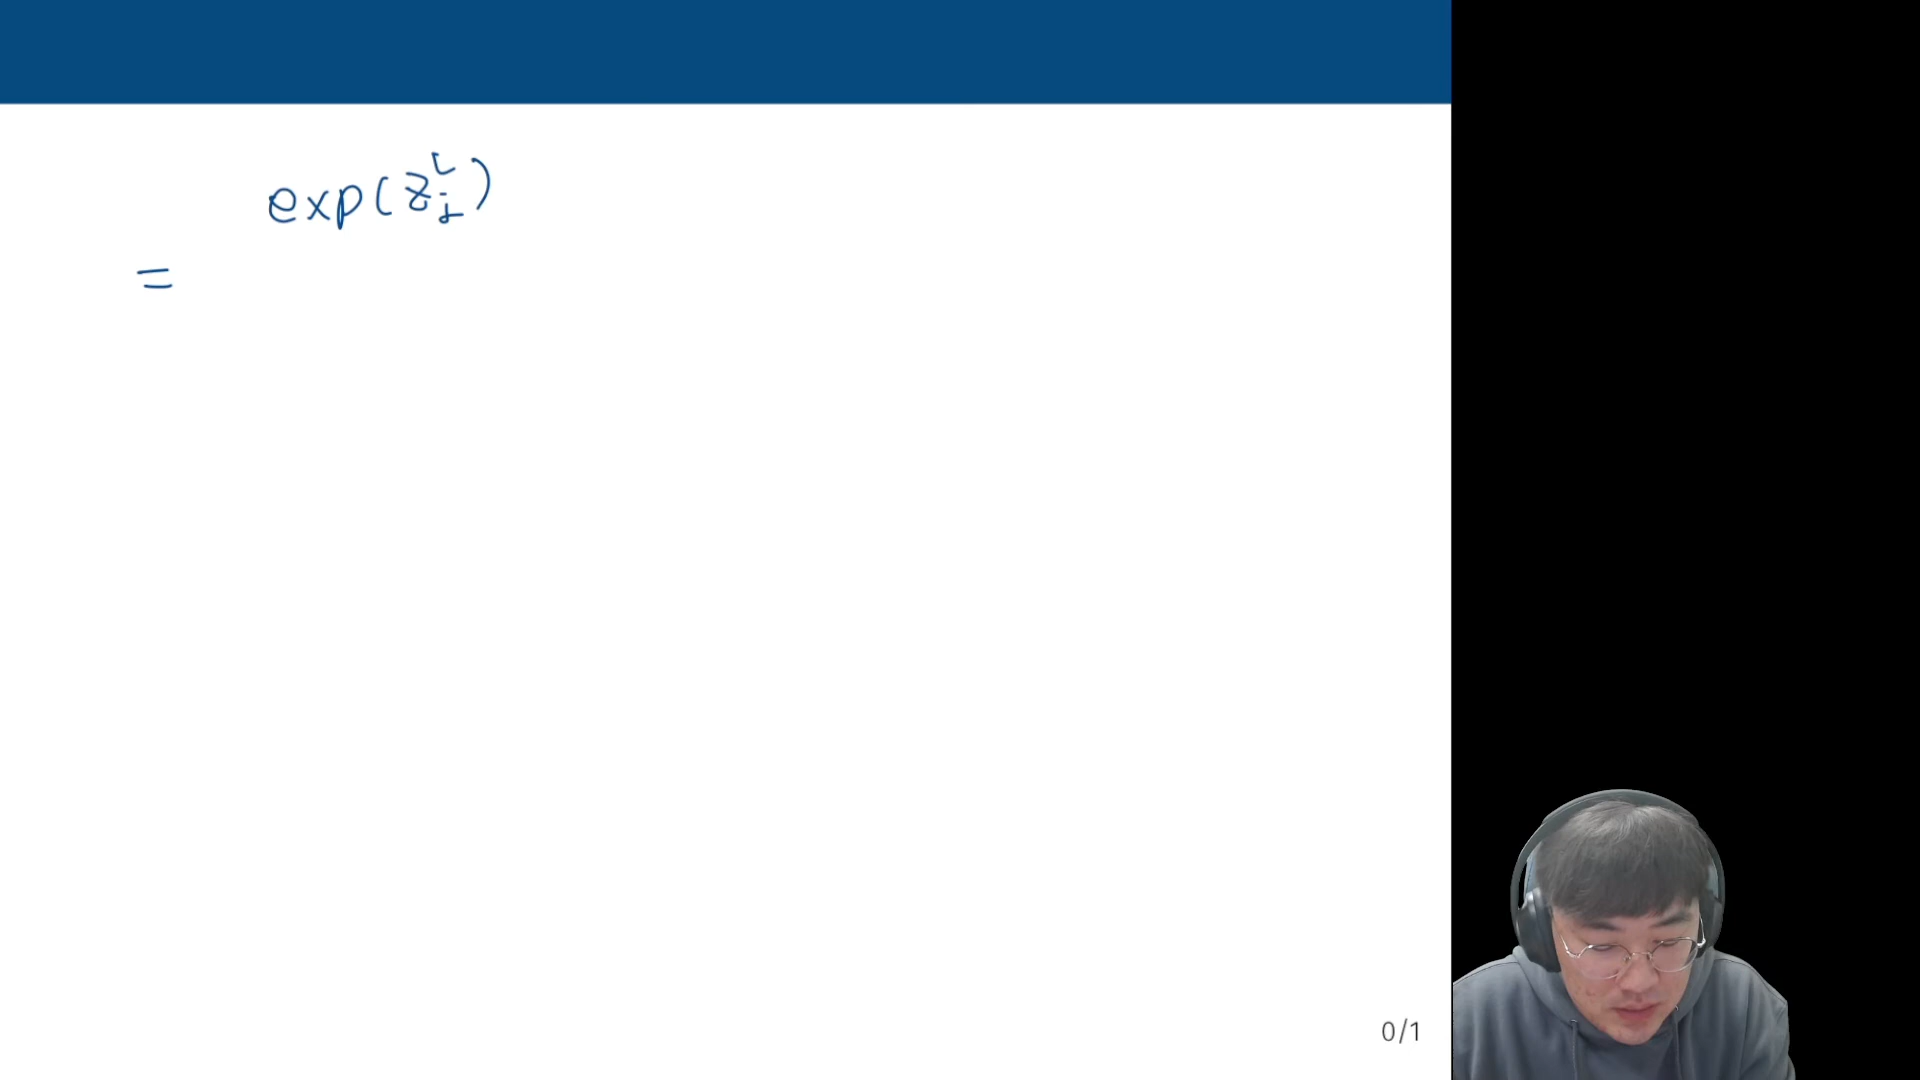 exp(z_j^L)
=
0/1